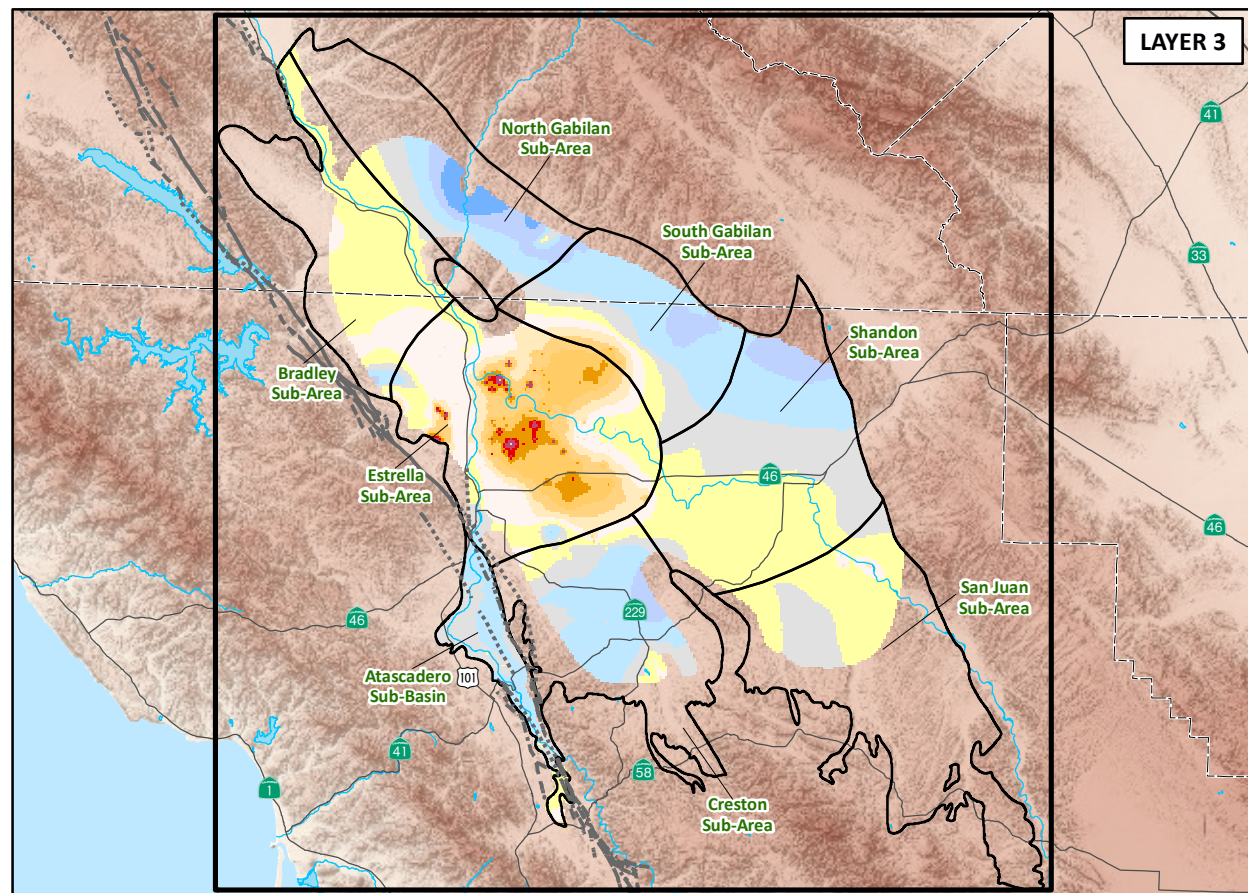 LAYER 3
41
North Gabilan
Sub-Area
South Gabilan
Sub-Area
33
Shandon
Sub-Area
Bradley
Sub-Area
Estrella
Sub-Area
46
46
San Juan
Sub-Area
229
46
Atascadero
Sub-Basin
101
41
58
1
Creston
Sub-Area